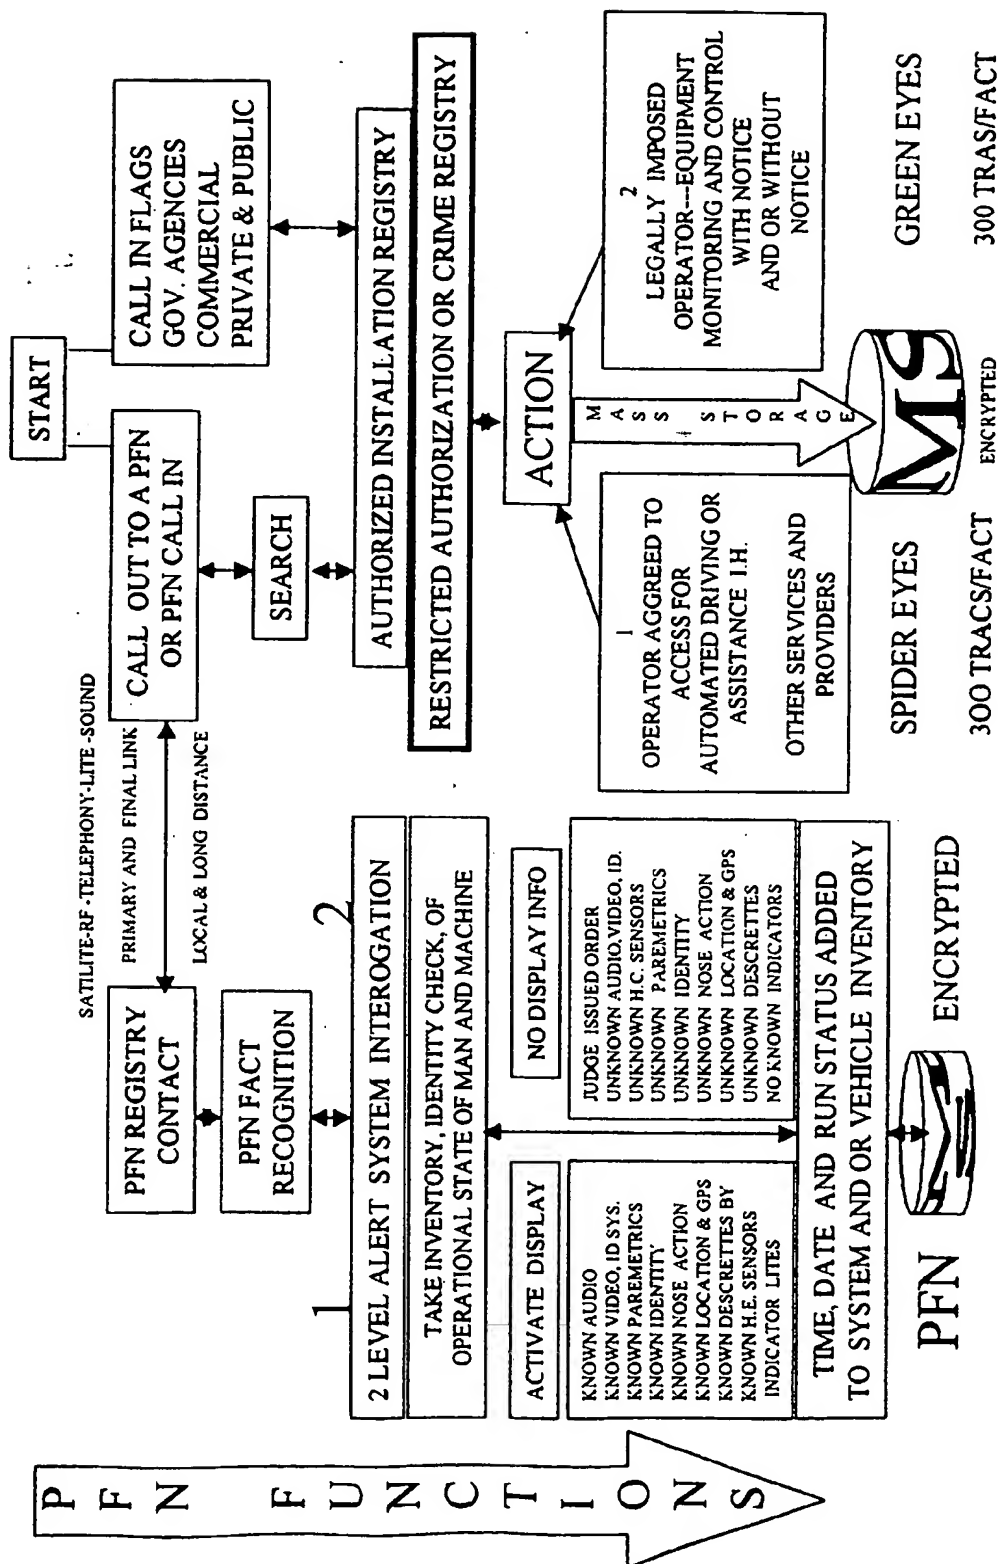 PFN FUNCTIONS
START
CALL OUT TO A PFN
OR PFN CALL IN
CALL IN FLAGS
GOV. AGENCIES
COMMERCIAL
PRIVATE & PUBLIC
SATILITE-RF-TELEPHONY-LITE-SOUND
PRIMARY AND FINAL LINK
LOCAL & LONG DISTANCE
PFN REGISTRY
CONTACT
PFN FACT
RECOGNITION
SEARCH
AUTHORIZED INSTALLATION REGISTRY
RESTRICTED AUTHORIZATION OR CRIME REGISTRY
1
2
2 LEVEL ALERT SYSTEM INTERROGATION
TAKE INVENTORY, IDENTITY CHECK, OF
OPERATIONAL STATE OF MAN AND MACHINE
ACTIVATE DISPLAY
KNOWN AUDIO
KNOWN VIDEO, ID SYS.
KNOWN PAREMETRICS
KNOWN IDENTITY
KNOWN NOSE ACTION
KNOWN LOCATION & GPS
KNOWN DESCRETTES BY
KNOWN H.E. SENSORS
INDICATOR LITES
NO DISPLAY INFO
JUDGE ISSUED ORDER
UNKNOWN AUDIO, VIDEO, ID.
UNKNOWN H.C. SENSORS
UNKNOWN PAREMETRICS
UNKNOWN IDENTITY
UNKNOWN NOSE ACTION
UNKNOWN LOCATION & GPS
UNKNOWN DESCRETTES
NO KNOWN INDICATORS
TIME, DATE AND RUN STATUS ADDED
TO SYSTEM AND OR VEHICLE INVENTORY
PFN
ENCRYPTED
ACTION
MASS STORAGE
1
OPERATOR AGGREED TO
ACCESS FOR
AUTOMATED DRIVING OR
ASSISTANCE I.H.
OTHER SERVICES AND
PROVIDERS
2
LEGALLY IMPOSED
OPERATOR---EQUIPMENT
MONITORING AND CONTROL
WITH NOTICE
AND OR WITHOUT
NOTICE
MS
SPIDER EYES
GREEN EYES
300 TRACS/FACT
ENCRYPTED
300 TRAS/FACT